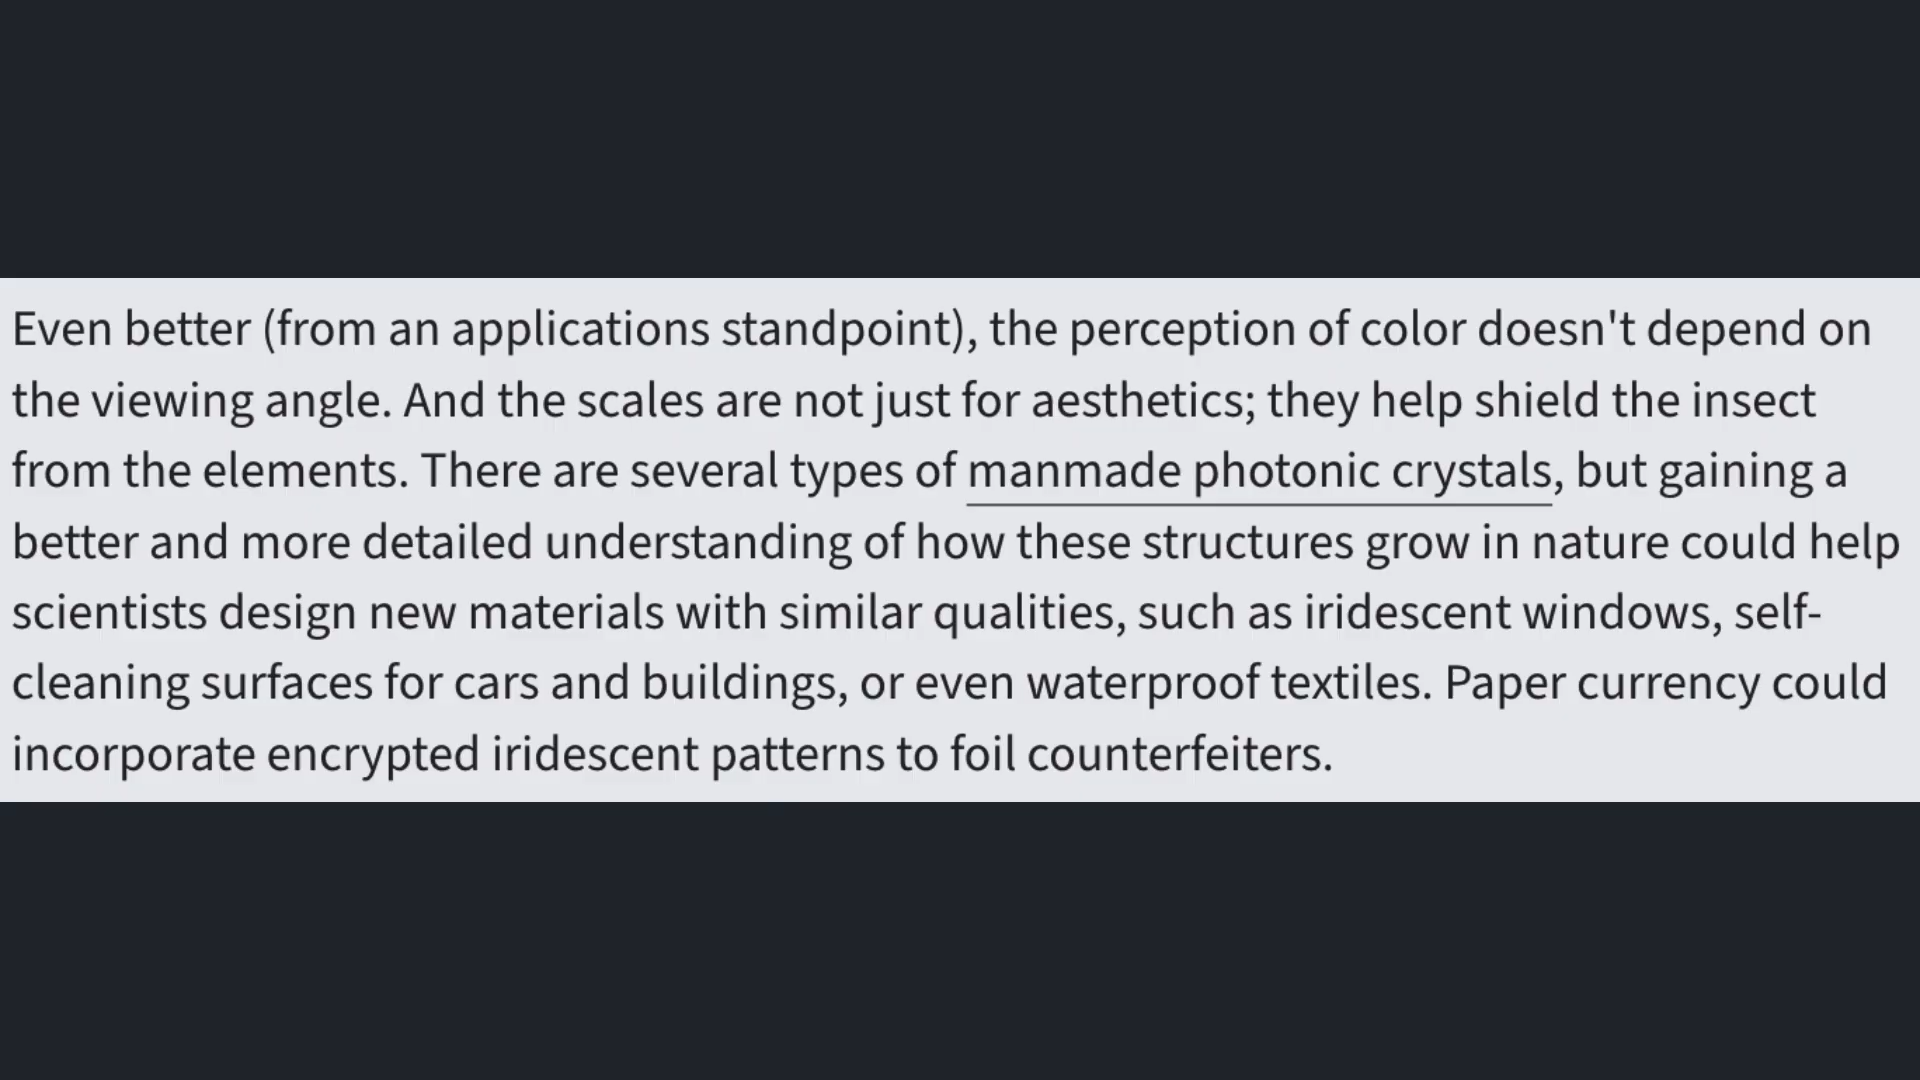 Even better (from an applications standpoint), the perception of color doesn't depend on
the viewing angle. And the scales are not just for aesthetics; they help shield the insect
from the elements. There are several types of manmade photonic crystals, but gaining a
better and more detailed understanding of how these structures grow in nature could help
scientists design new materials with similar qualities, such as iridescent windows, self-
cleaning surfaces for cars and buildings, or even waterproof textiles. Paper currency could
incorporate encrypted iridescent patterns to foil counterfeiters.